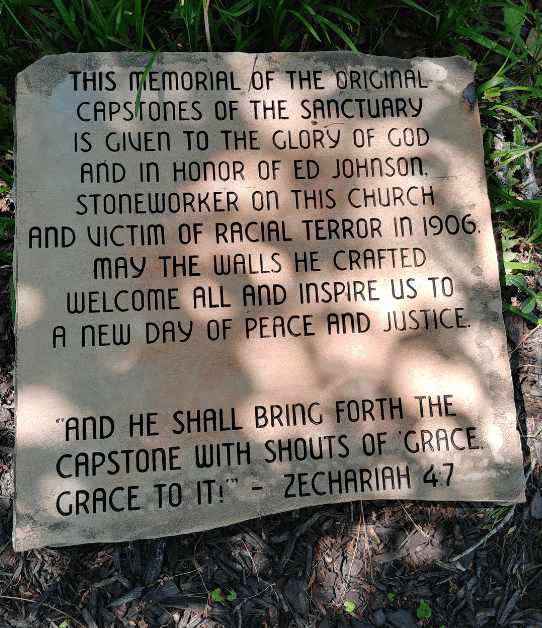 THIS MEMORIAL OF THE ORIGINAL
CAPSTONES OF THE SANCTUARY
IS GIVEN TO THE GLORY OF GOD
AND IN HONOR OF ED JOHNSON,
STONEWORKER ON THIS CHURCH
AND VICTIM OF RACIAL TERROR IN 1906.
MAY THE WALLS HE CRAFTED
WELCOME ALL AND INSPIRE US TO
A NEW DAY OF PEACE AND JUSTICE.
"AND HE SHALL BRING FORTH THE
CAPSTONE WITH SHOUTS OF 'GRACE,
GRACE TO IT!'" - ZECHARIAH 4:7